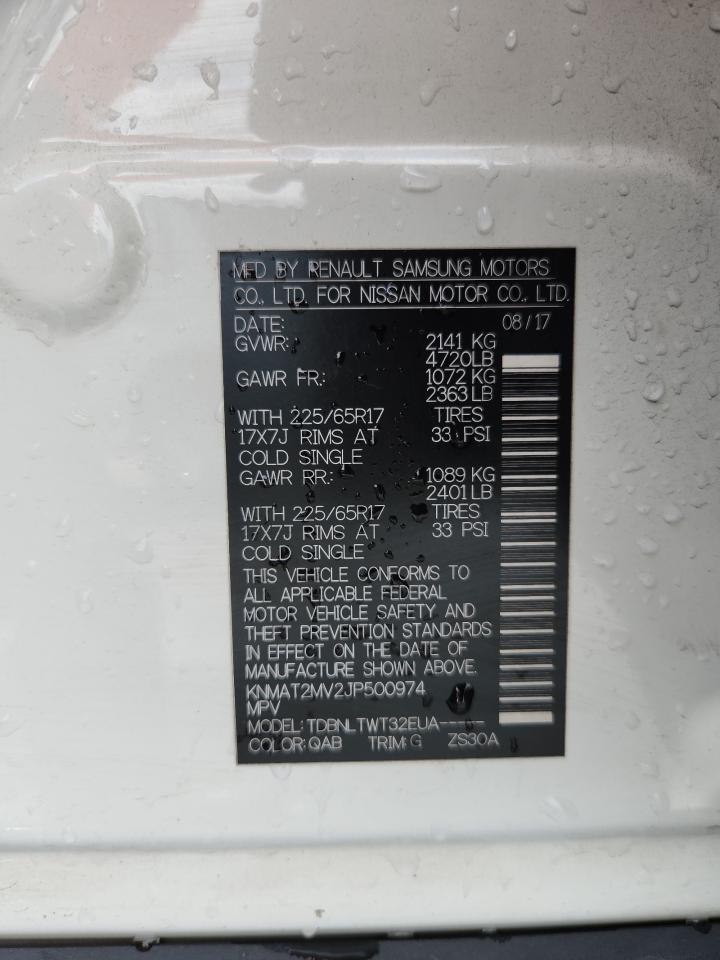 MFD BY RENAULT SAMSUNG MOTORS
CO., LTD. FOR NISSAN MOTOR CO., LTD.
DATE: 08/17
GVWR: 2141 KG
4720LB
GAWR FR.: 1072 KG
2363 LB
WITH 225/65R17 TIRES
17X7J RIMS AT 33 PSI
COLD SINGLE
GAWR RR.: 1089 KG
2401 LB
WITH 225/65R17 TIRES
17X7J RIMS AT 33 PSI
COLD SINGLE
THIS VEHICLE CONFORMS TO
ALL APPLICABLE FEDERAL
MOTOR VEHICLE SAFETY AND
THEFT PREVENTION STANDARDS
IN EFFECT ON THE DATE OF
MANUFACTURE SHOWN ABOVE.
KNMAT2MV2JP500974
MPV
MODEL: TDBNLTWT32EUA-----
COLOR: QAB TRIM: G ZS30A